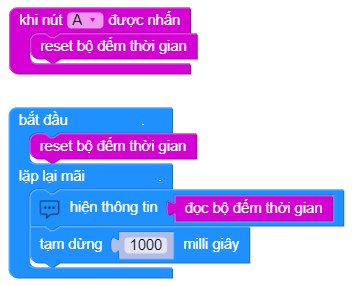 khi nút A được nhấn
reset bộ đếm thời gian
bắt đầu .
reset bộ đếm thời gian
lặp lại mãi .
hiện thông tin đọc bộ đếm thời gian
tạm dừng 1000 milli giây